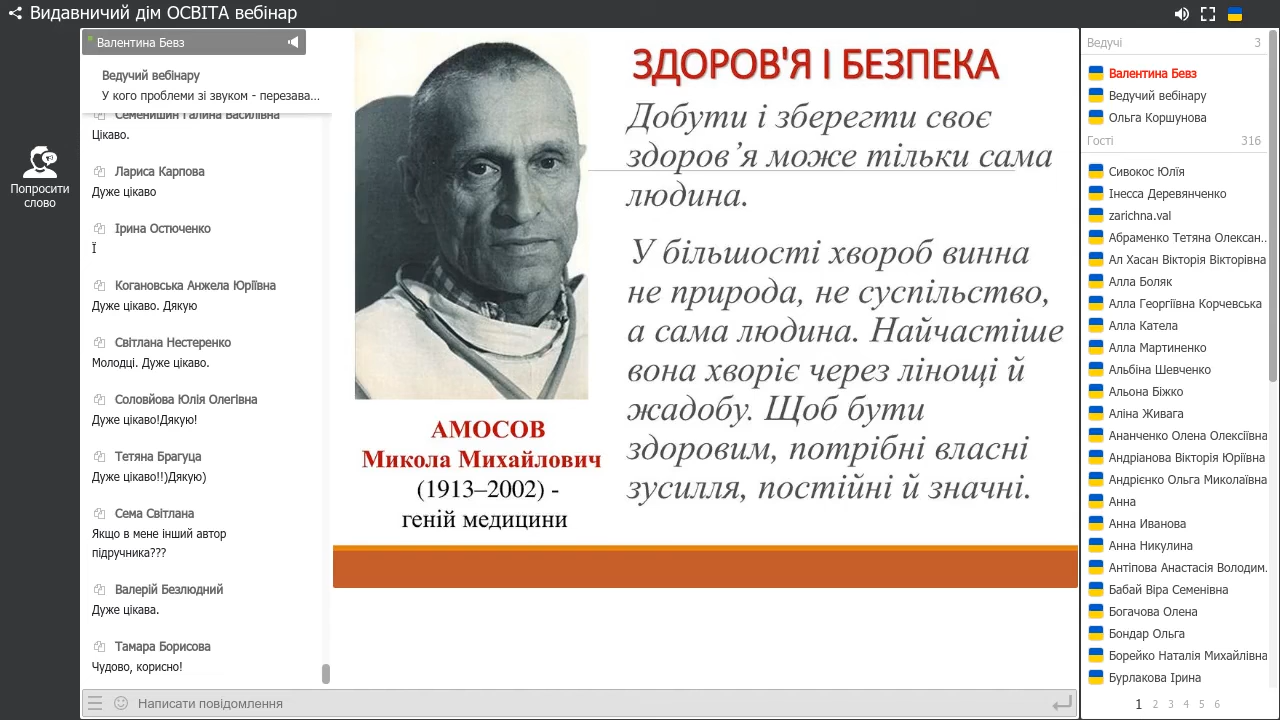 Видавничий дім ОСВІТА вебінар
Попросити
слово
Валентина Бевз
Ведучий вебінару
У кого проблеми зі звуком - перезава...
Семенишин Галина Василівна
Цікаво.
Лариса Карпова
Дуже цікаво
Ірина Остюченко
Ї
Когановська Анжела Юріївна
Дуже цікаво. Дякую
Світлана Нестеренко
Молодці. Дуже цікаво.
Соловйова Юлія Олегівна
Дуже цікаво!Дякую!
Тетяна Брагуца
Дуже цікаво!!)Дякую)
Сема Світлана
Якщо в мене інший автор
підручника???
Валерій Безлюдний
Дуже цікава.
Тамара Борисова
Чудово, корисно!
Написати повідомлення
ЗДОРОВ'Я І БЕЗПЕКА
Добути і зберегти своє
здоров’я може тільки сама
людина.
У більшості хвороб винна
не природа, не суспільство,
а сама людина. Найчастіше
вона хворіє через лінощі й
жадобу. Щоб бути
здоровим, потрібні власні
зусилля, постійні й значні.
АМОСОВ
Микола Михайлович
(1913–2002) -
геній медицини
Ведучі 3
Валентина Бевз
Ведучий вебінару
Ольга Коршунова
Гості 316
Сивокос Юлїя
Інесса Деревянченко
zarichna.val
Абраменко Тетяна Олексан...
Ал Хасан Вікторія Вікторівна
Алла Боляк
Алла Георгіївна Корчевська
Алла Катела
Алла Мартиненко
Альбіна Шевченко
Альона Біжко
Аліна Живага
Ананченко Олена Олексіївна
Андріанова Вікторія Юріївна
Андрієнко Ольга Миколаївна
Анна
Анна Иванова
Анна Никулина
Антіпова Анастасія Володим.
Бабай Віра Семенівна
Богачова Олена
Бондар Ольга
Борейко Наталія Михайлівна
Бурлакова Ірина
1 2 3 4 5 6